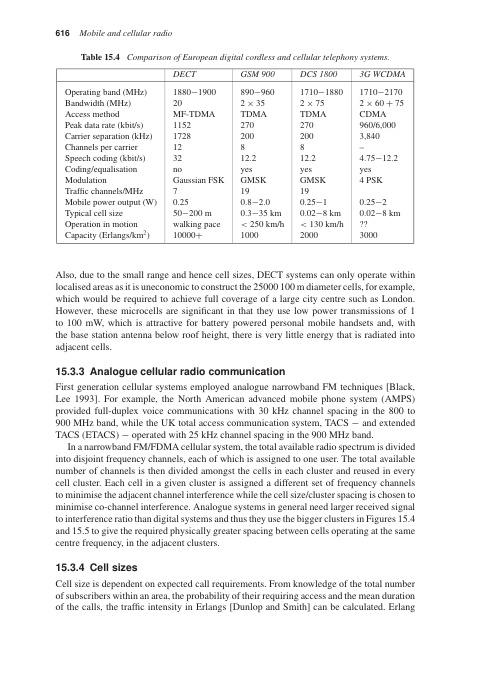 616 Mobile and cellular radio
Table 15.4 Comparison of European digital cordless and cellular telephony systems.
DECT GSM 900 DCS 1800 3G WCDMA
Operating band (MHz) 1880−1900 890−960 1710−1880 1710−2170
Bandwidth (MHz) 20 2 × 35 2 × 75 2 × 60 + 75
Access method MF-TDMA TDMA TDMA CDMA
Peak data rate (kbit/s) 1152 270 270 960/6,000
Carrier separation (kHz) 1728 200 200 3,840
Channels per carrier 12 8 8 –
Speech coding (kbit/s) 32 12.2 12.2 4.75−12.2
Coding/equalisation no yes yes yes
Modulation Gaussian FSK GMSK GMSK 4 PSK
Traffic channels/MHz 7 19 19
Mobile power output (W) 0.25 0.8−2.0 0.25−1 0.25−2
Typical cell size 50−200 m 0.3−35 km 0.02−8 km 0.02−8 km
Operation in motion walking pace < 250 km/h < 130 km/h ??
Capacity (Erlangs/km²) 10000+ 1000 2000 3000
Also, due to the small range and hence cell sizes, DECT systems can only operate within
localised areas as it is uneconomic to construct the 25000 100 m diameter cells, for example,
which would be required to achieve full coverage of a large city centre such as London.
However, these microcells are significant in that they use low power transmissions of 1
to 100 mW, which is attractive for battery powered personal mobile handsets and, with
the base station antenna below roof height, there is very little energy that is radiated into
adjacent cells.
15.3.3 Analogue cellular radio communication
First generation cellular systems employed analogue narrowband FM techniques [Black,
Lee 1993]. For example, the North American advanced mobile phone system (AMPS)
provided full-duplex voice communications with 30 kHz channel spacing in the 800 to
900 MHz band, while the UK total access communication system, TACS − and extended
TACS (ETACS) − operated with 25 kHz channel spacing in the 900 MHz band.
In a narrowband FM/FDMA cellular system, the total available radio spectrum is divided
into disjoint frequency channels, each of which is assigned to one user. The total available
number of channels is then divided amongst the cells in each cluster and reused in every
cell cluster. Each cell in a given cluster is assigned a different set of frequency channels
to minimise the adjacent channel interference while the cell size/cluster spacing is chosen to
minimise co-channel interference. Analogue systems in general need larger received signal
to interference ratio than digital systems and thus they use the bigger clusters in Figures 15.4
and 15.5 to give the required physically greater spacing between cells operating at the same
centre frequency, in the adjacent clusters.
15.3.4 Cell sizes
Cell size is dependent on expected call requirements. From knowledge of the total number
of subscribers within an area, the probability of their requiring access and the mean duration
of the calls, the traffic intensity in Erlangs [Dunlop and Smith] can be calculated. Erlang